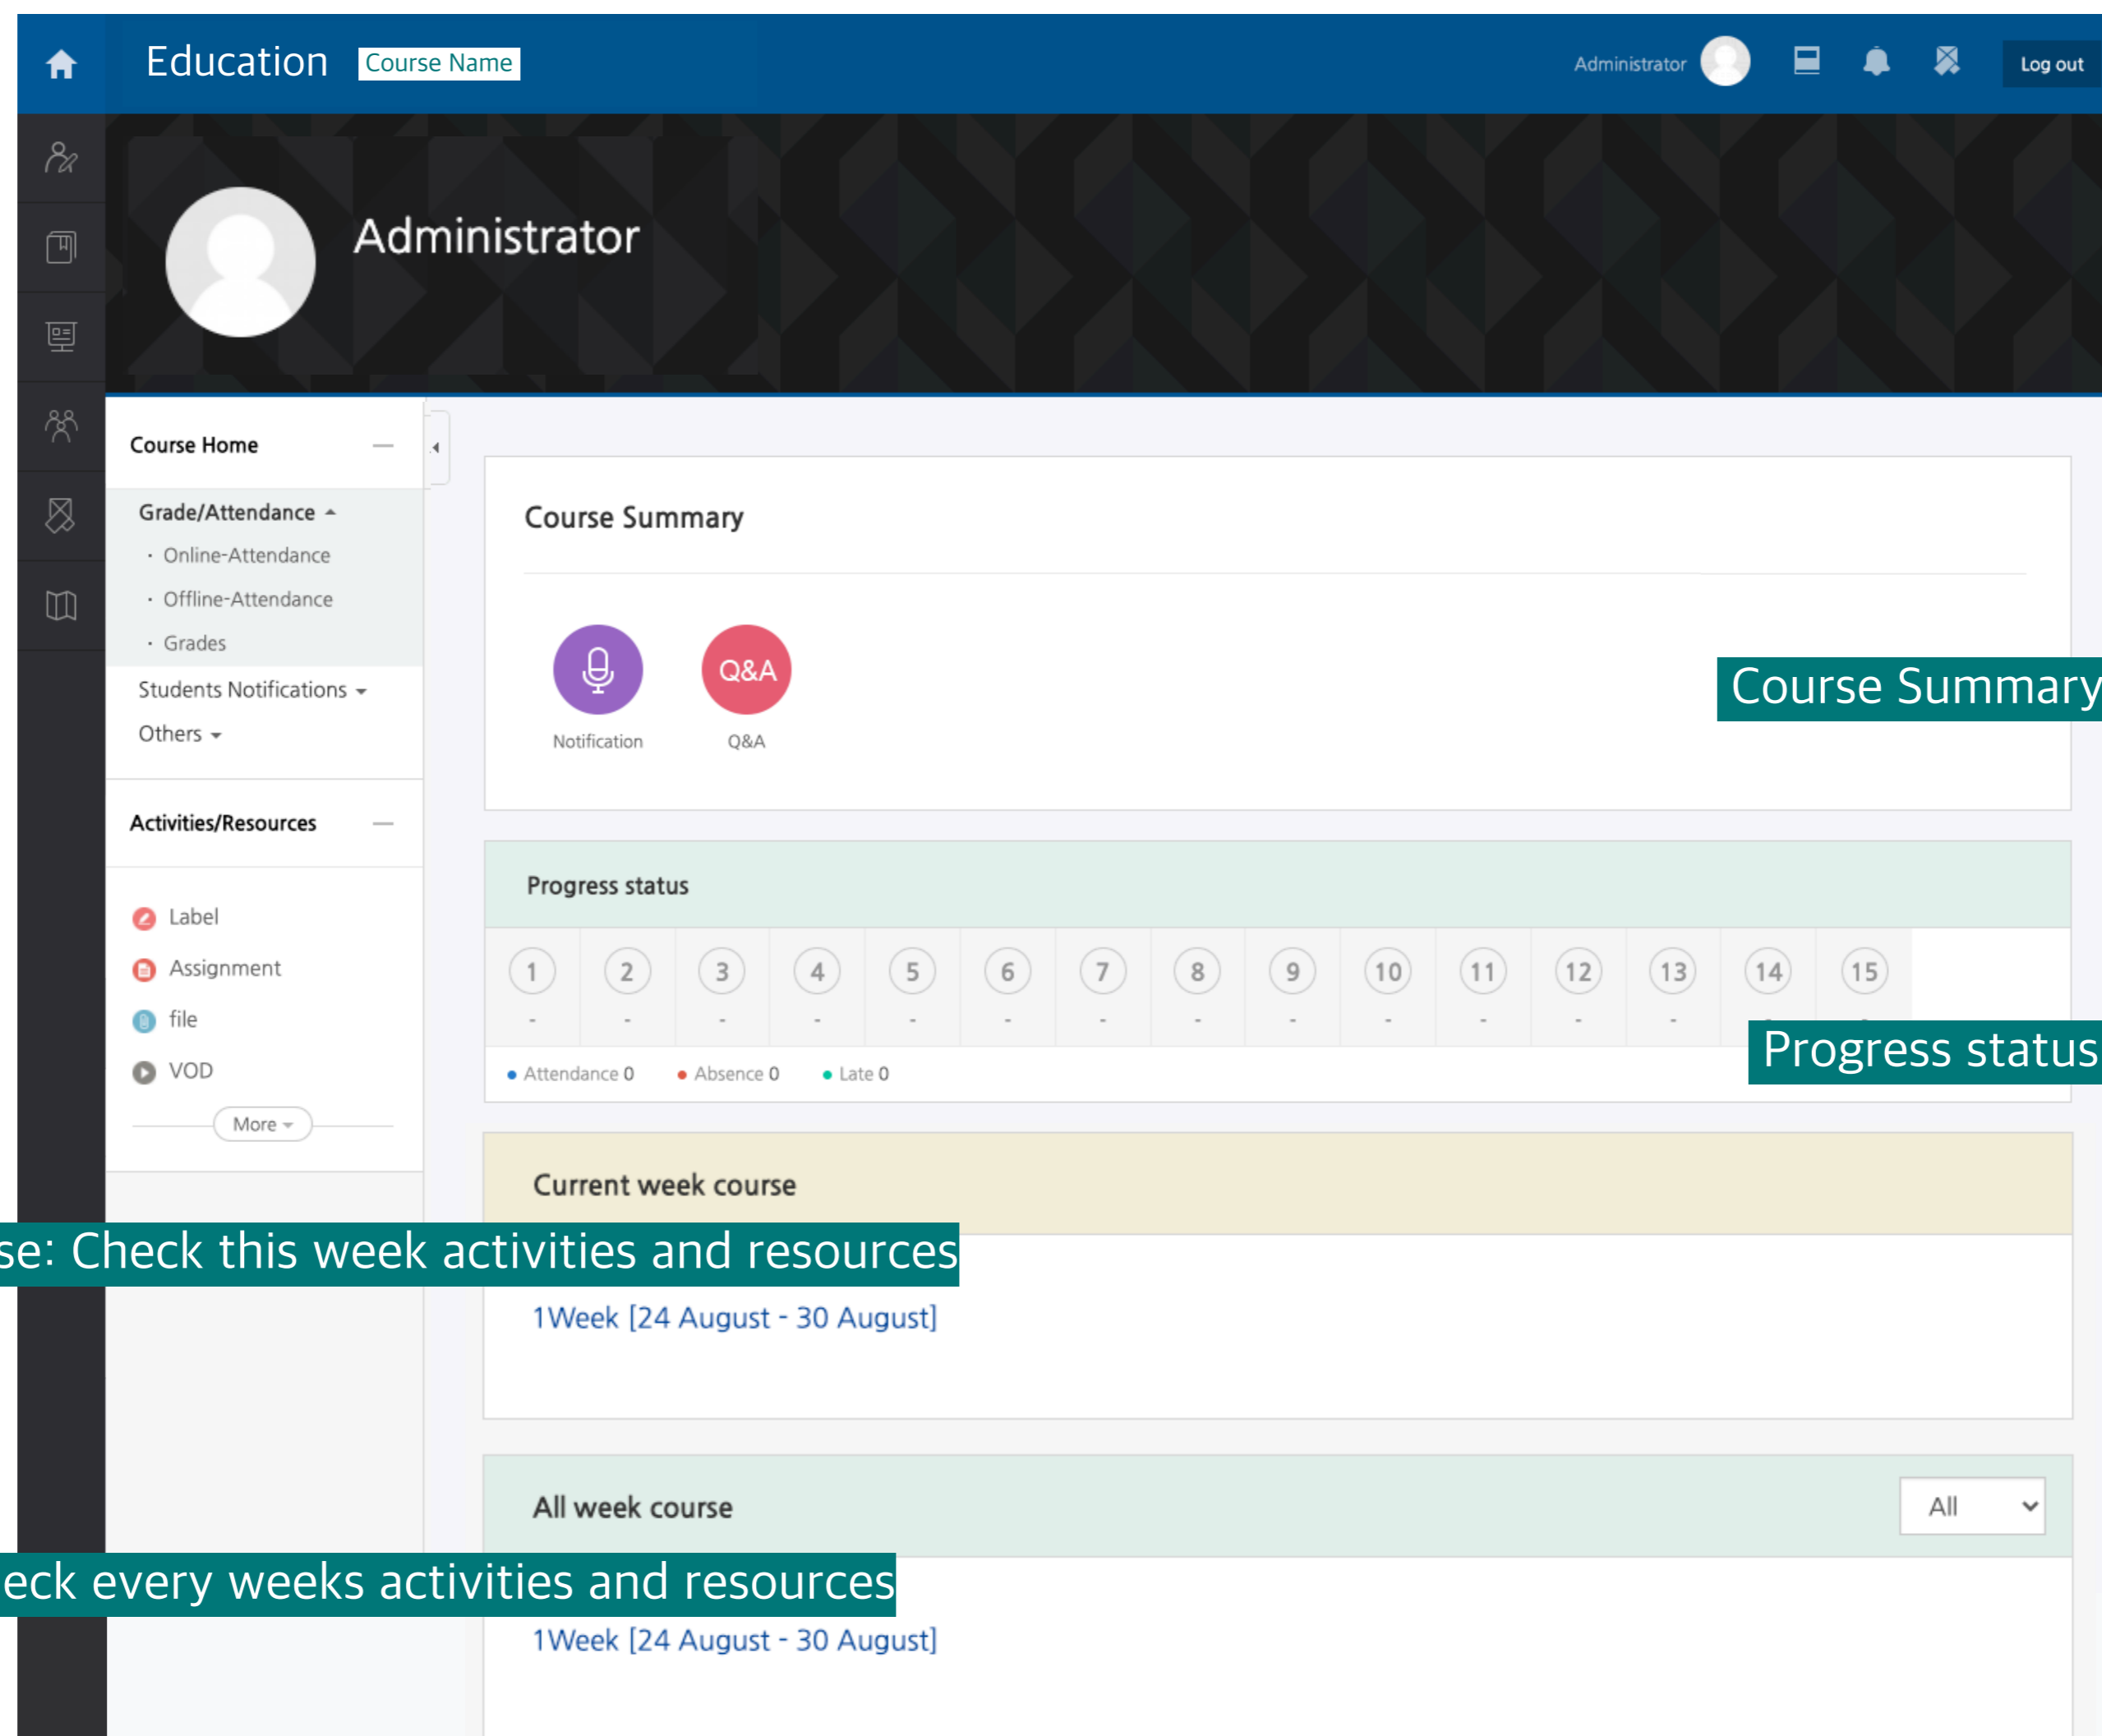 Education Course Name Administrator Log out
Administrator
Course Home
Grade/Attendance
· Online-Attendance
· Offline-Attendance
· Grades
Students Notifications
Others
Activities/Resources
Label
Assignment
file
VOD
More
Course Summary
Q&A
Notification Q&A
Course Summary
Progress status
1 2 3 4 5 6 7 8 9 10 11 12 13 14 15
- - - - - - - - - - - - -
Progress status
• Attendance 0 • Absence 0 • Late 0
Current week course
se: Check this week activities and resources
1Week [24 August - 30 August]
All week course All
eck every weeks activities and resources
1Week [24 August - 30 August]